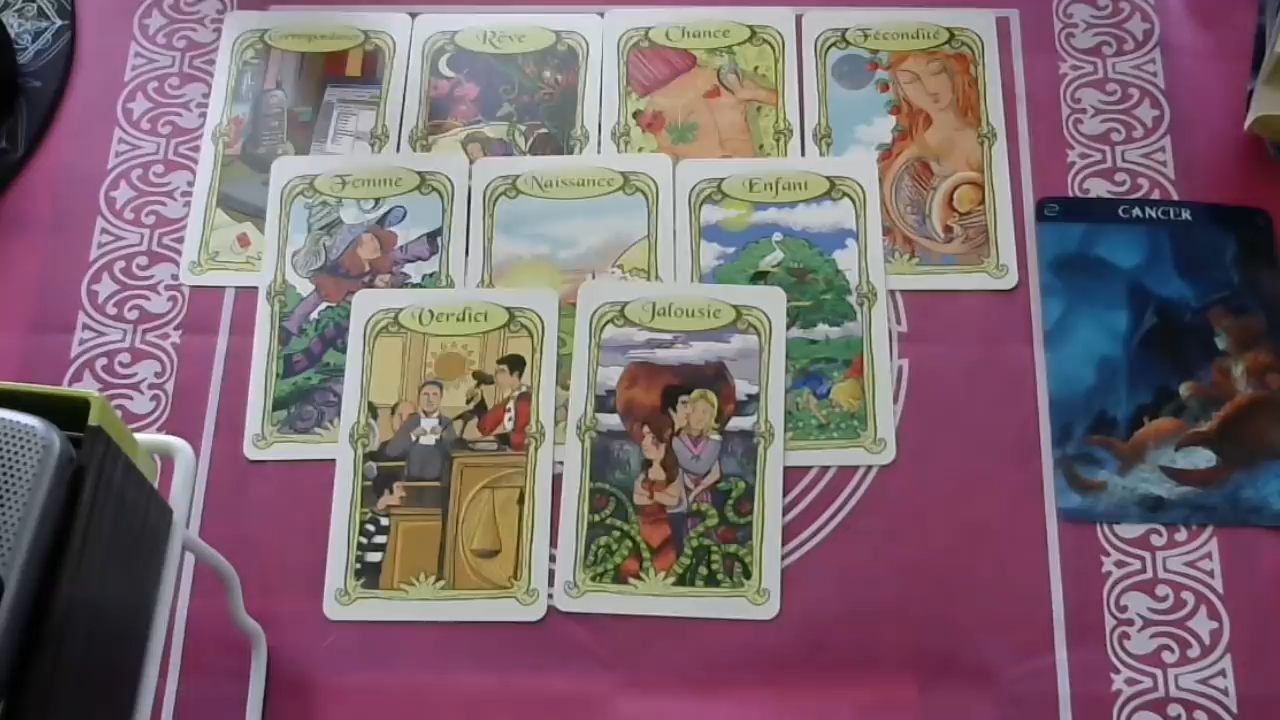 Correspondance
Rêve
Chance
Fécondité
Femme
Naissance
Enfant
CANCER
Verdict
Jalousie